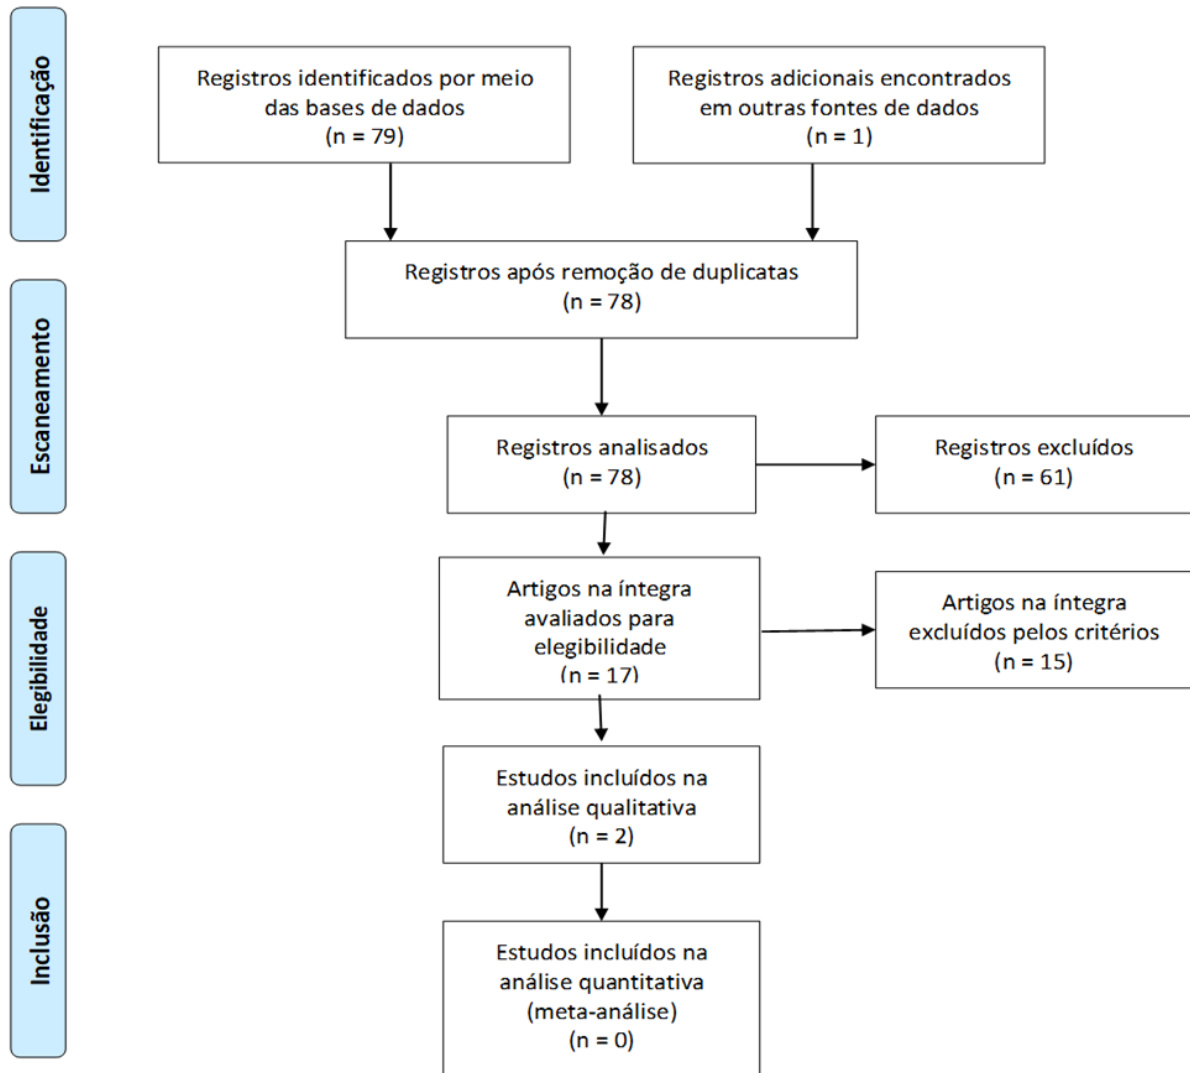 Identificação
Registros identificados por meio
das bases de dados
(n = 79)
Registros adicionais encontrados
em outras fontes de dados
(n = 1)
Registros após remoção de duplicatas
(n = 78)
Escaneamento
Registros analisados
(n = 78)
Registros excluídos
(n = 61)
Elegibilidade
Artigos na íntegra
avaliados para
elegibilidade
(n = 17)
Artigos na íntegra
excluídos pelos critérios
(n = 15)
Estudos incluídos na
análise qualitativa
(n = 2)
Inclusão
Estudos incluídos na
análise quantitativa
(meta-análise)
(n = 0)